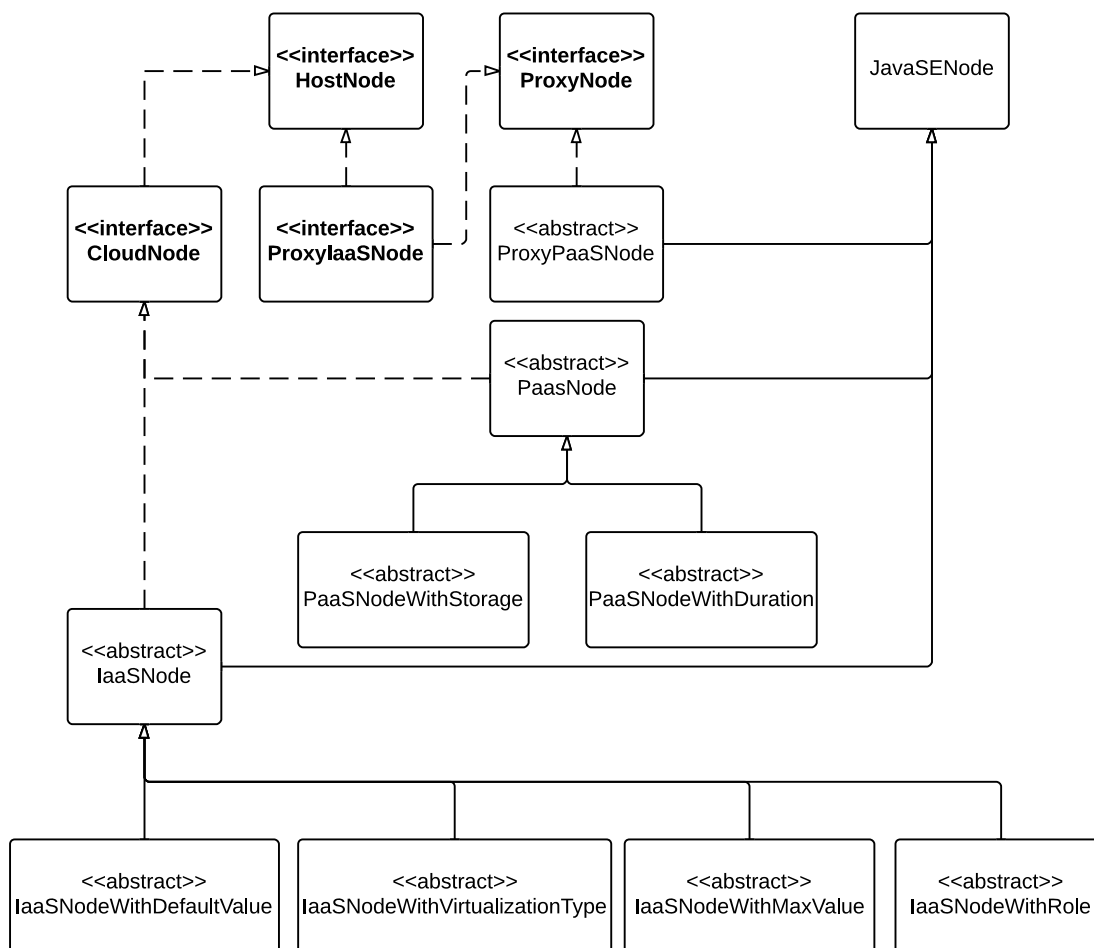 <<interface>>
HostNode
<<interface>>
ProxyNode
JavaSENode
<<interface>>
CloudNode
<<interface>>
ProxyIaaSNode
<<abstract>>
ProxyPaaSNode
<<abstract>>
PaasNode
<<abstract>>
PaaSNodeWithStorage
<<abstract>>
PaaSNodeWithDuration
<<abstract>>
IaaSNode
<<abstract>>
IaaSNodeWithDefaultValue
<<abstract>>
IaaSNodeWithVirtualizationType
<<abstract>>
IaaSNodeWithMaxValue
<<abstract>>
IaaSNodeWithRole